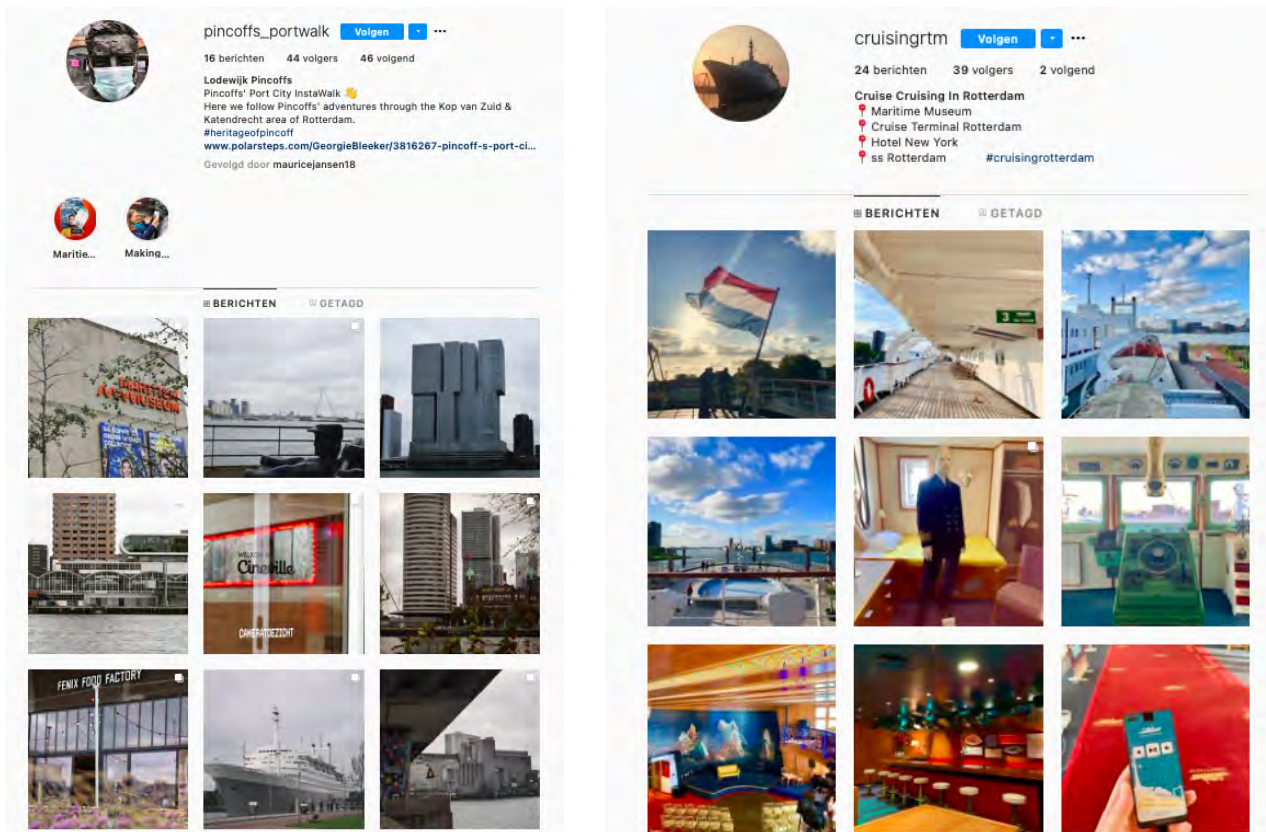 pincoffs_portwalk Volgen
16 berichten 44 volgers 46 volgend
Lodewijk Pincoffs
Pincoffs' Port City InstaWalk 👋
Here we follow Pincoffs' adventures through the Kop van Zuid &
Katendrecht area of Rotterdam.
#heritageofpincoff
www.polarsteps.com/GeorgieBleeker/3816267-pincoff-s-port-ci...
Gevolgd door mauricejansen18
Maritie... Making...
BERICHTEN GETAGD
MARITIEM
MUSEUM
WELKOM
Cineville
CAMERATOEZICHT
FENIX FOOD FACTORY
cruisingrtm Volgen
24 berichten 39 volgers 2 volgend
Cruise Cruising In Rotterdam
📍 Maritime Museum
📍 Cruise Terminal Rotterdam
📍 Hotel New York
📍 ss Rotterdam #cruisingrotterdam
BERICHTEN GETAGD
3